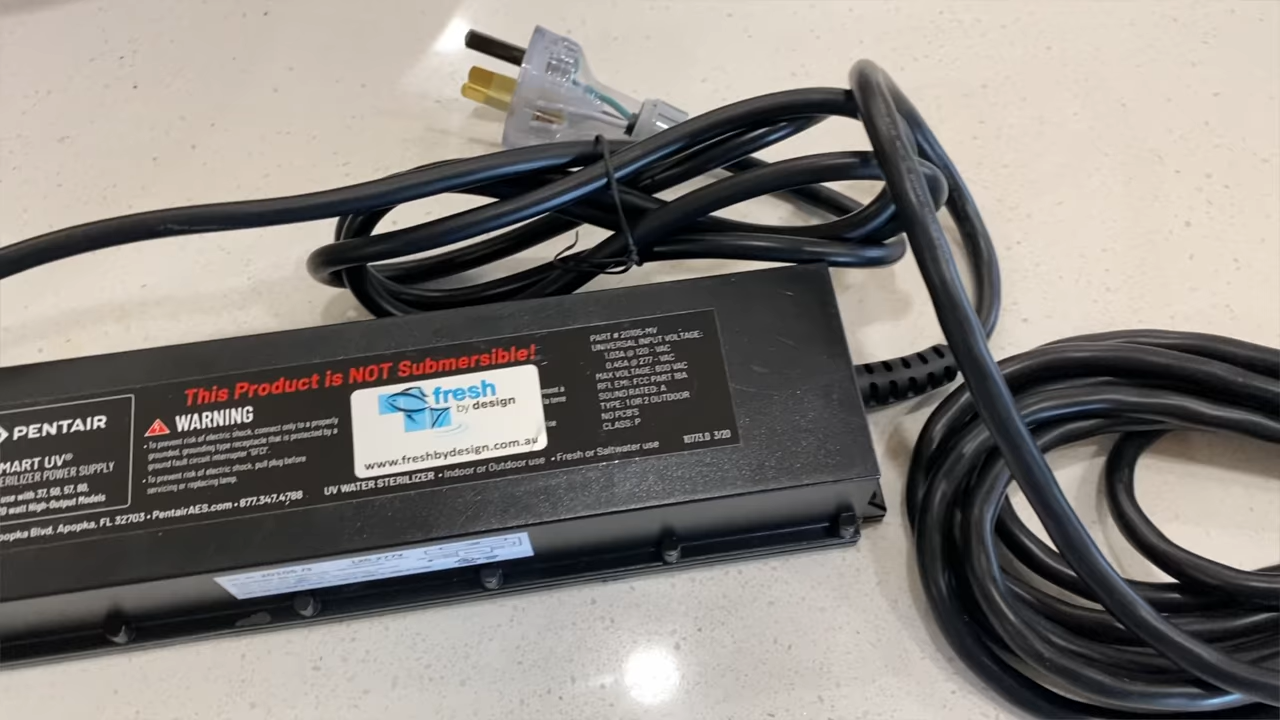 PENTAIR
MART UV®
ERILIZER POWER SUPPLY
use with 37, 50, 57, 80,
20 watt High-Output Models
popka Blvd, Apopka, FL 32703 • PentairAES.com • 877.347.4788
This Product is NOT Submersible!
WARNING
• To prevent risk of electric shock, connect only to a properly
grounded, grounding type receptacle that is protected by a
ground fault circuit interrupter "GFCI".
• To prevent risk of electric shock, pull plug before
servicing or replacing lamp.
fresh
by design
www.freshbydesign.com.au
UV WATER STERILIZER • Indoor or Outdoor use • Fresh or Saltwater use
PART # 20105-MV
UNIVERSAL INPUT VOLTAGE:
1.03A @ 120 - VAC
0.45A @ 277 - VAC
MAX VOLTAGE: 600 VAC
RFI, EMI: FCC PART 18A
SOUND RATED: A
TYPE: 1 OR 2 OUTDOOR
NO PCB'S
CLASS: P
10773.D 3/20